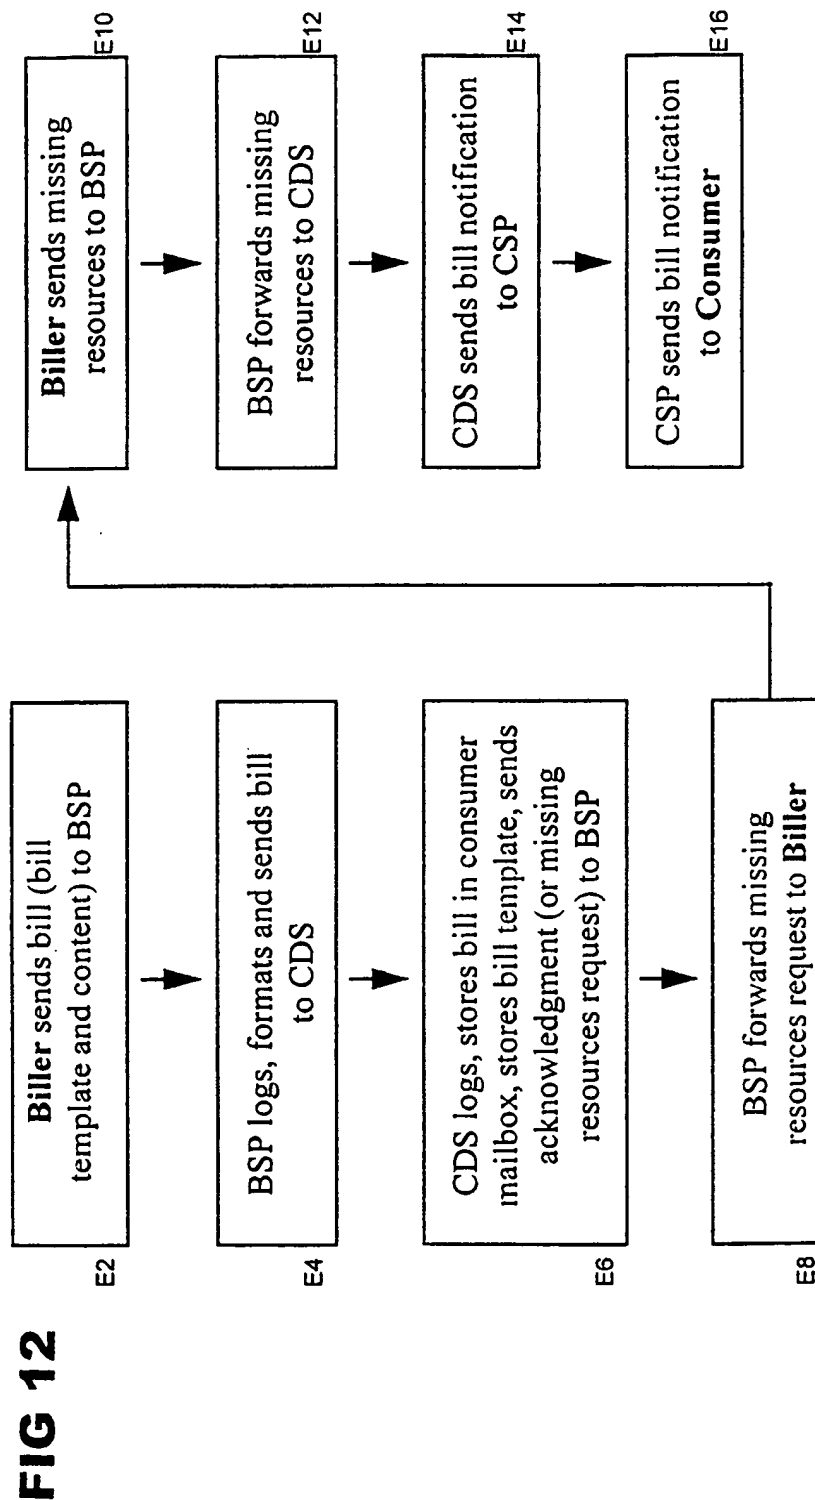 FIG 12
Biller sends bill (bill
template and content) to BSP
E2
BSP logs, formats and sends bill
to CDS
E4
CDS logs, stores bill in consumer
mailbox, stores bill template, sends
acknowledgment (or missing
resources request) to BSP
E6
BSP forwards missing
resources request to Biller
E8
Biller sends missing
resources to BSP
E10
BSP forwards missing
resources to CDS
E12
CDS sends bill notification
to CSP
E14
CSP sends bill notification
to Consumer
E16